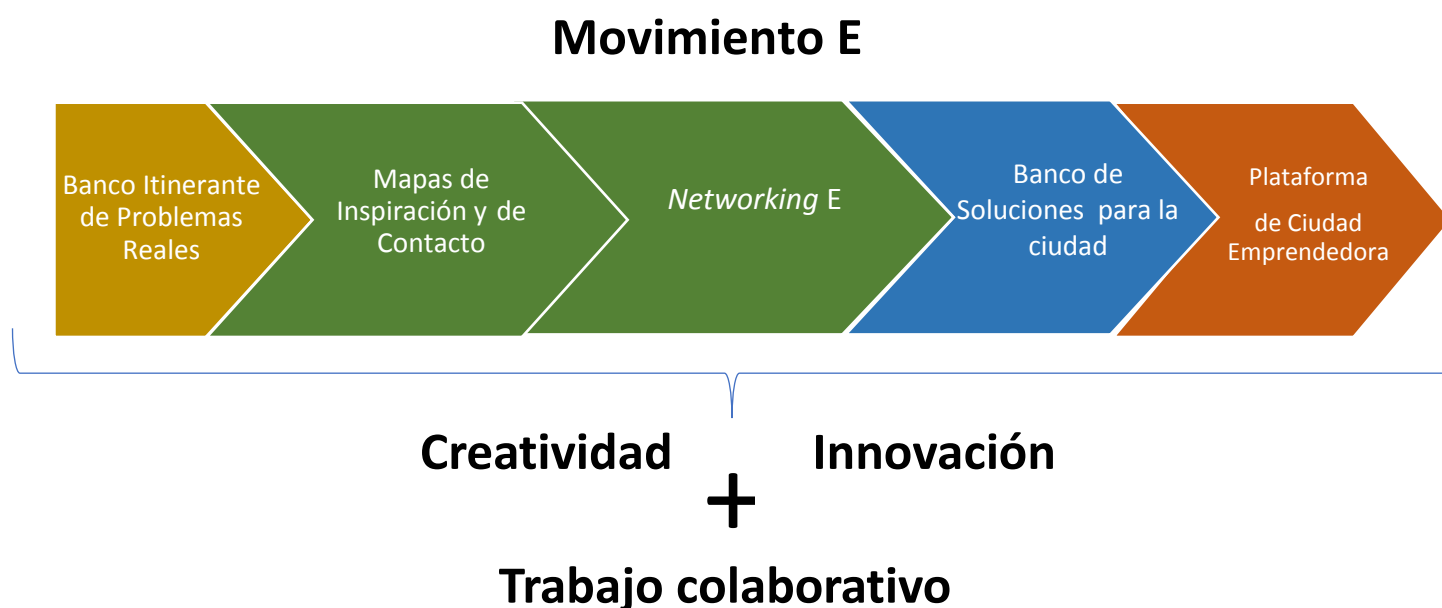 Movimiento E
Banco Itinerante
de Problemas
Reales
Mapas de
Inspiración y de
Contacto
Networking E
Banco de
Soluciones para la
ciudad
Plataforma
de Ciudad
Emprendedora
Creatividad
Innovación
+
Trabajo colaborativo